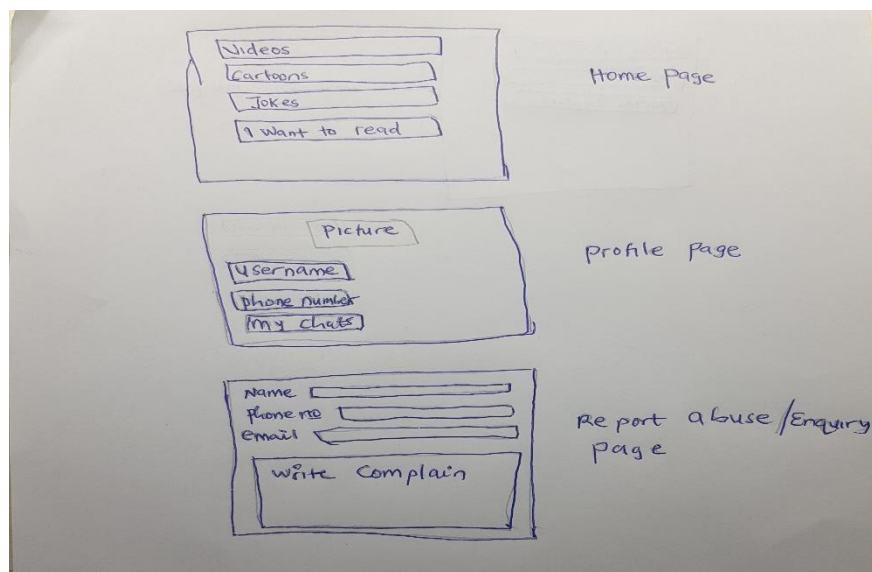 Videos
Cartoons
Jokes
I want to read
Home page
Picture
username
phone number
my chats
profile page
Name
phone no
email
write complain
Report abuse/Enquiry
page